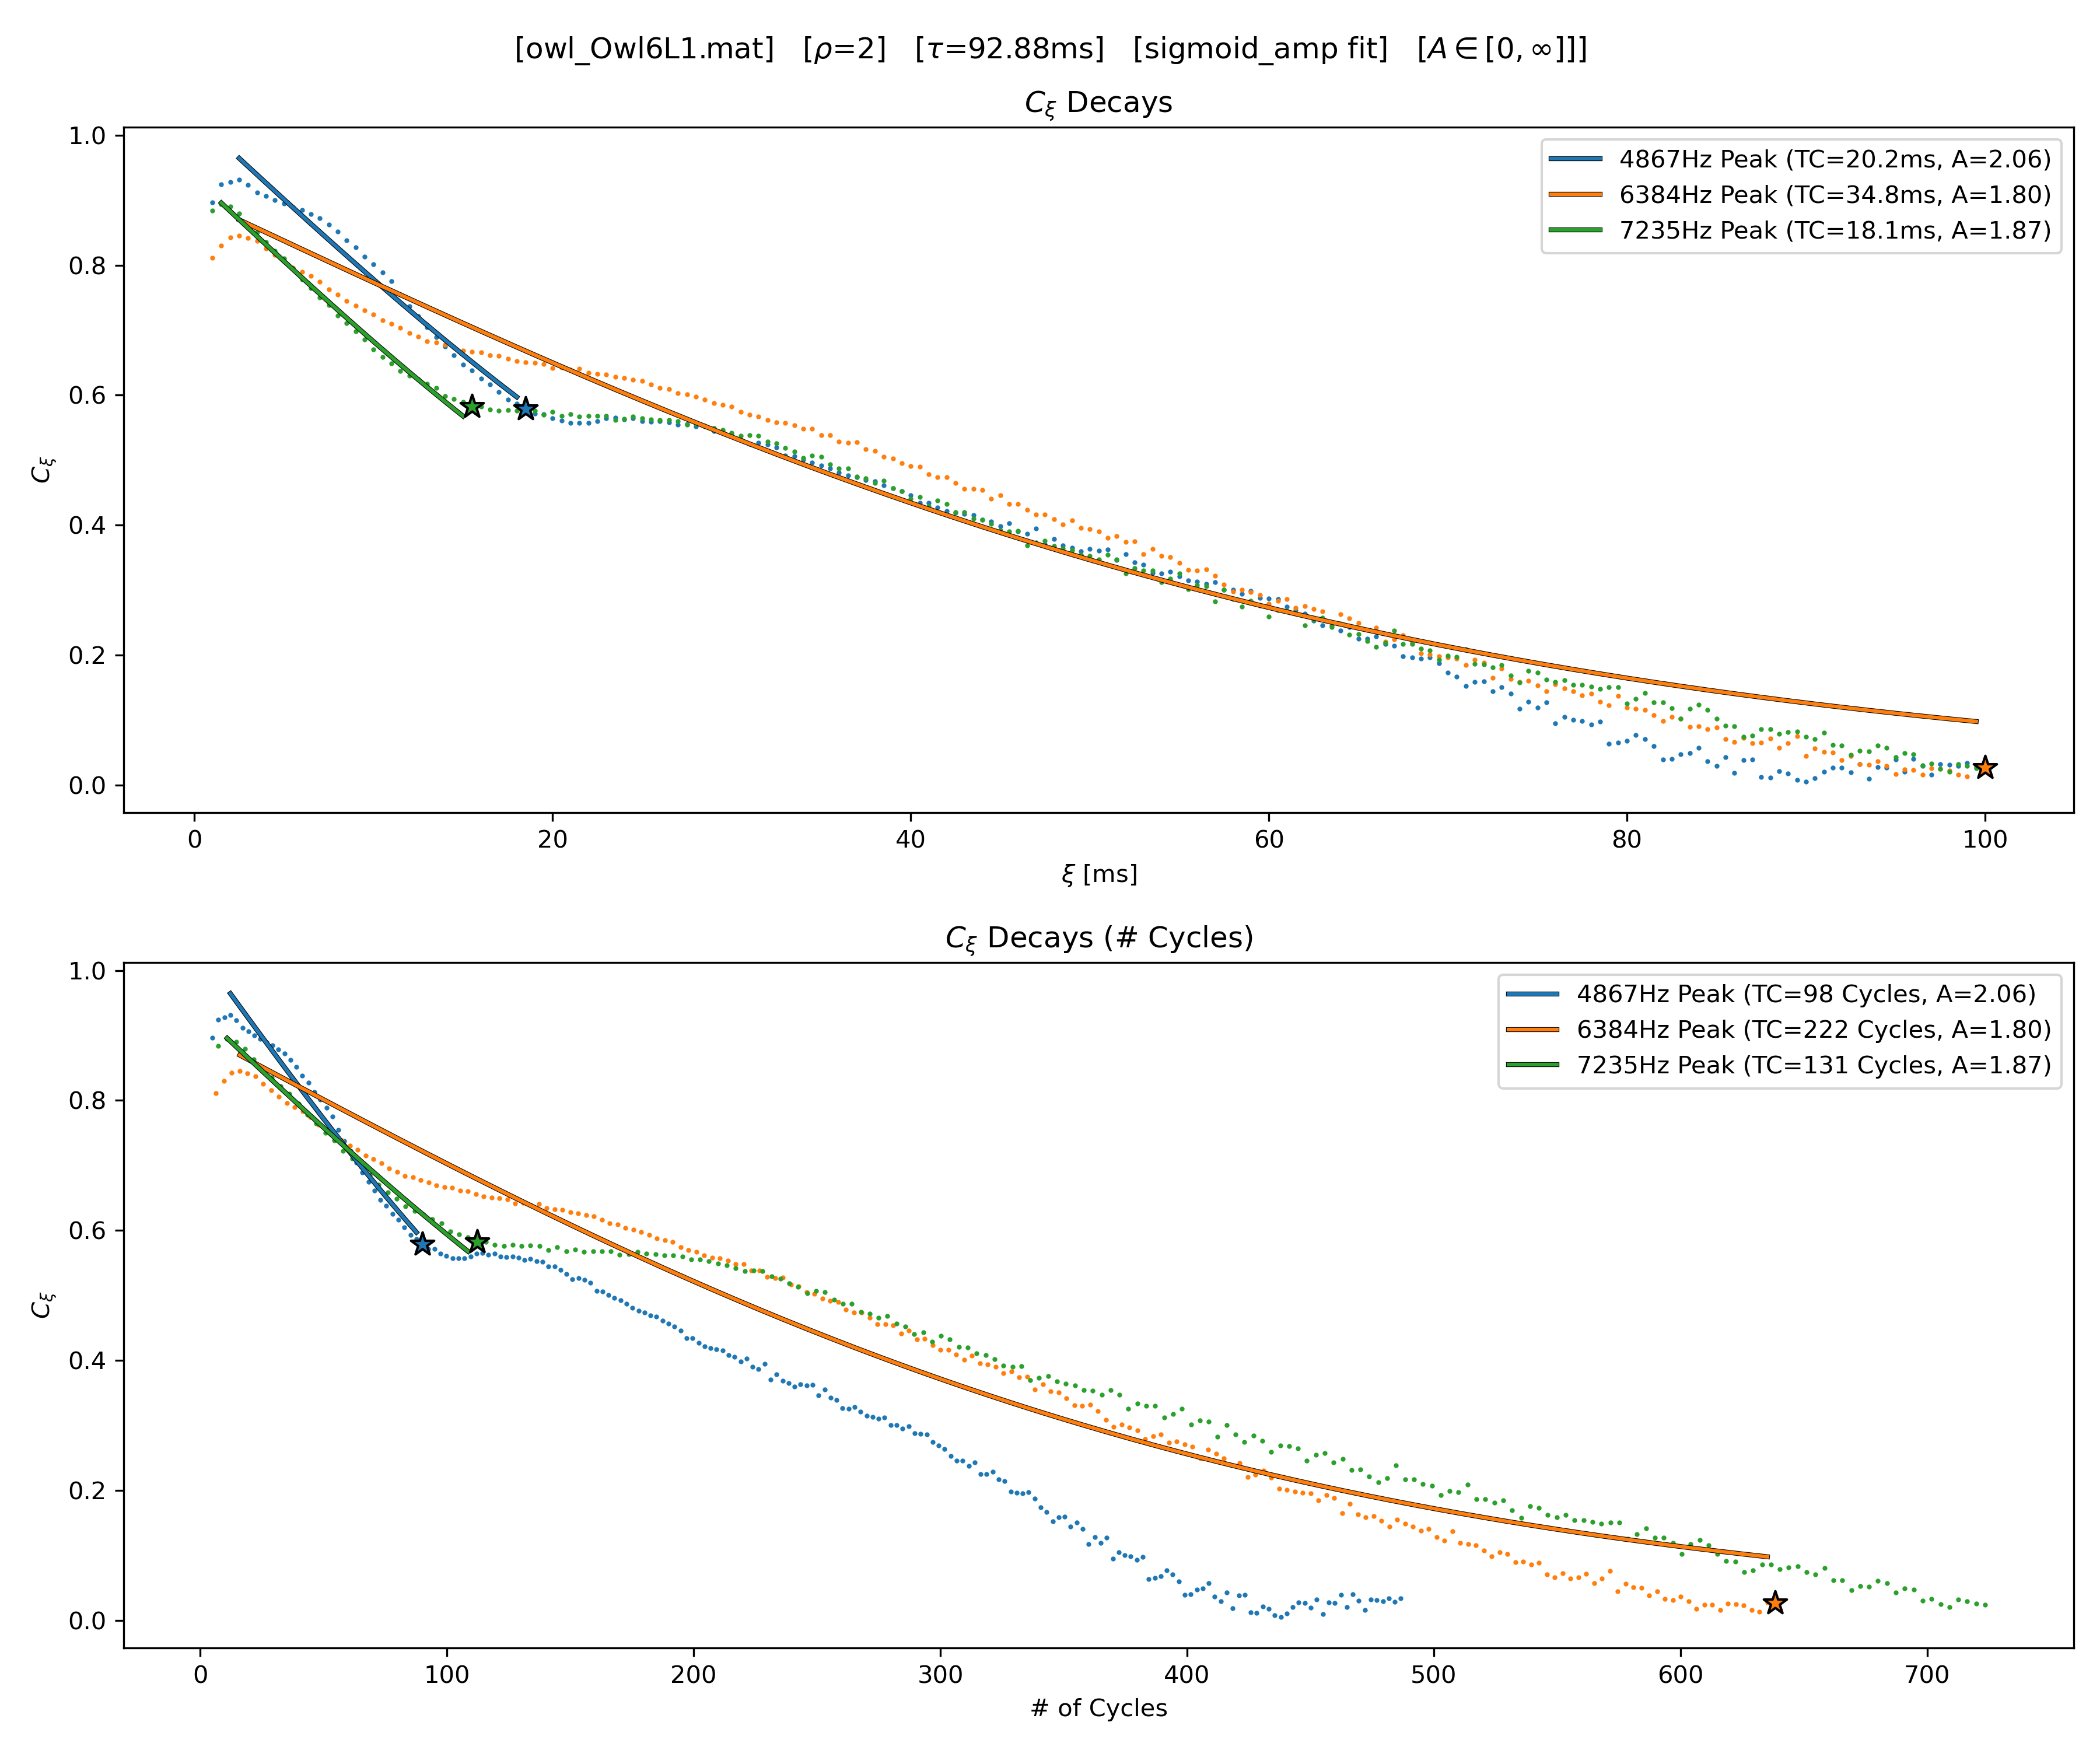 [owl_Owl6L1.mat] [ρ=2] [τ=92.88ms] [sigmoid_amp fit] [A ∈ [0, ∞]]]
C_ξ Decays
1.0
0.8
0.6
0.4
0.2
0.0
C_ξ
4867Hz Peak (TC=20.2ms, A=2.06)
6384Hz Peak (TC=34.8ms, A=1.80)
7235Hz Peak (TC=18.1ms, A=1.87)
0 20 40 60 80 100
ξ [ms]
C_ξ Decays (# Cycles)
1.0
0.8
0.6
0.4
0.2
0.0
C_ξ
4867Hz Peak (TC=98 Cycles, A=2.06)
6384Hz Peak (TC=222 Cycles, A=1.80)
7235Hz Peak (TC=131 Cycles, A=1.87)
0 100 200 300 400 500 600 700
# of Cycles